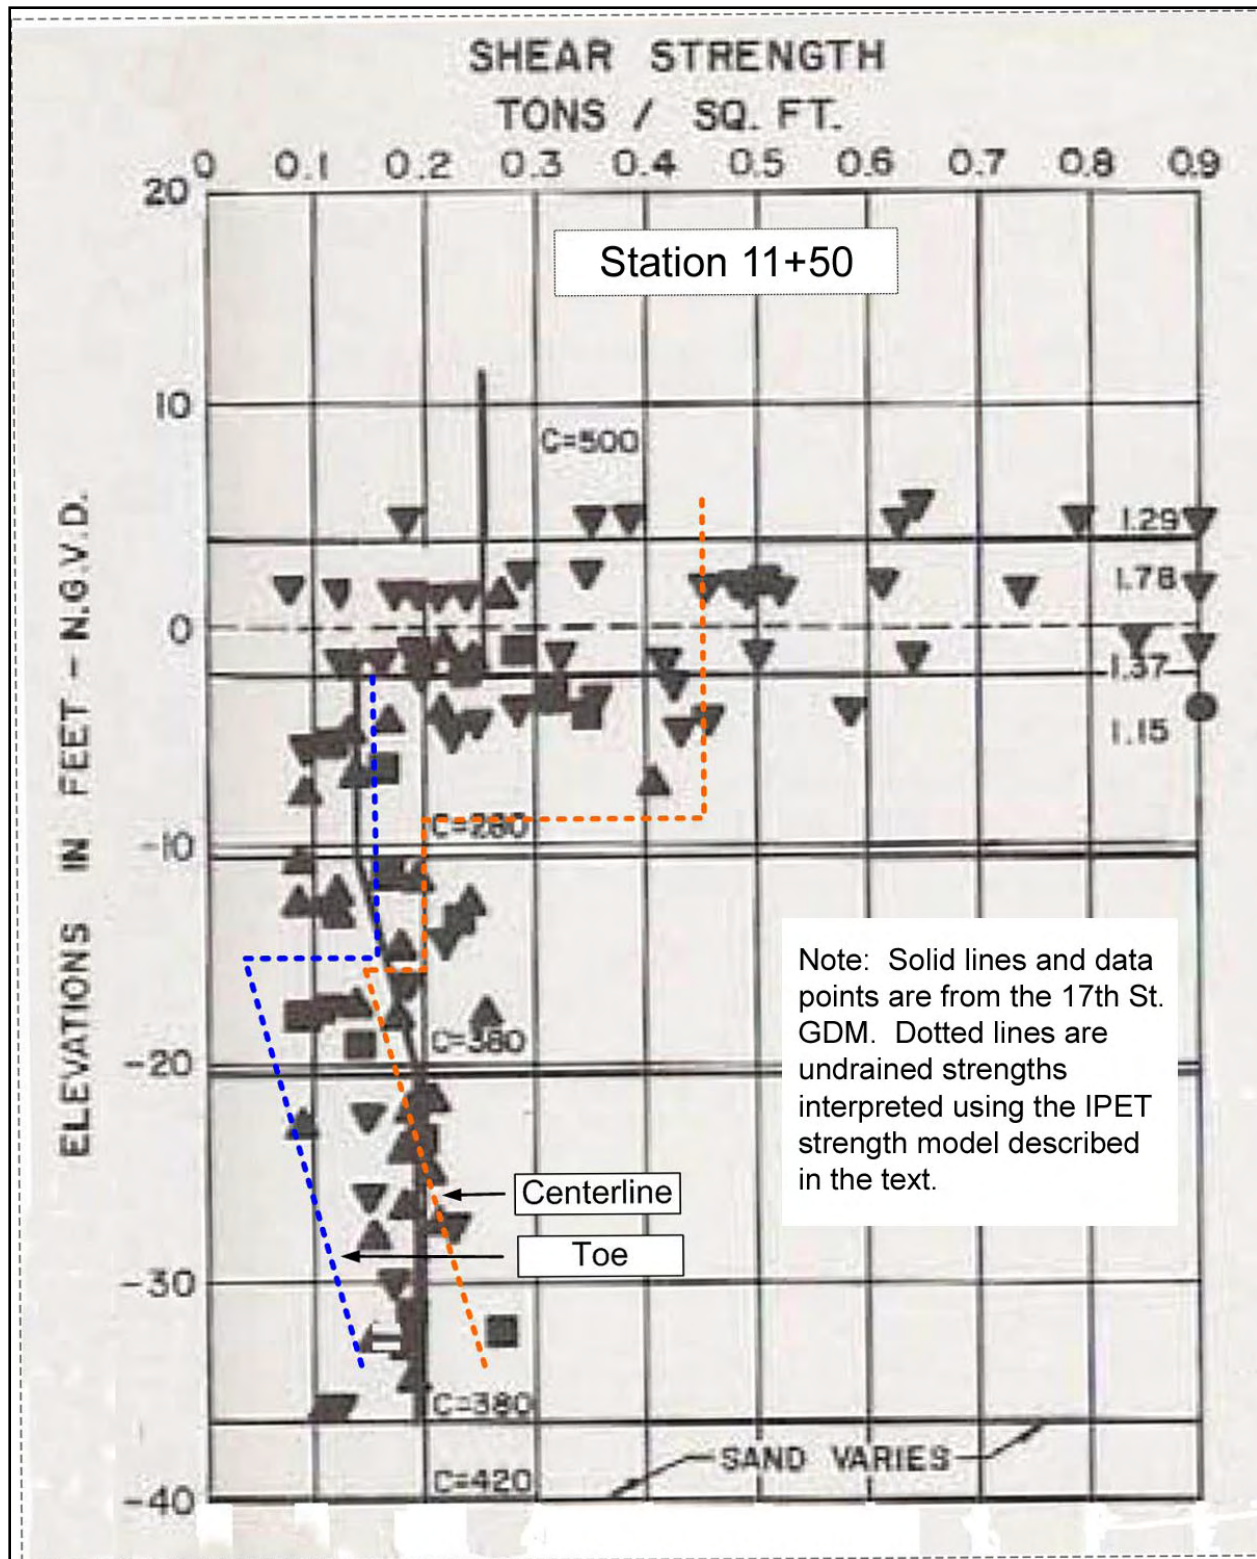 SHEAR STRENGTH
TONS / SQ. FT.
0 0.1 0.2 0.3 0.4 0.5 0.6 0.7 0.8 0.9
20
Station 11+50
10
C=500
1.29
1.78
0
1.37
1.15
C=280
-10
ELEVATIONS IN FEET - N.G.V.D.
Note: Solid lines and data
points are from the 17th St.
GDM. Dotted lines are
undrained strengths
interpreted using the IPET
strength model described
in the text.
C=380
-20
Centerline
Toe
-30
C=380
SAND VARIES
C=420
-40